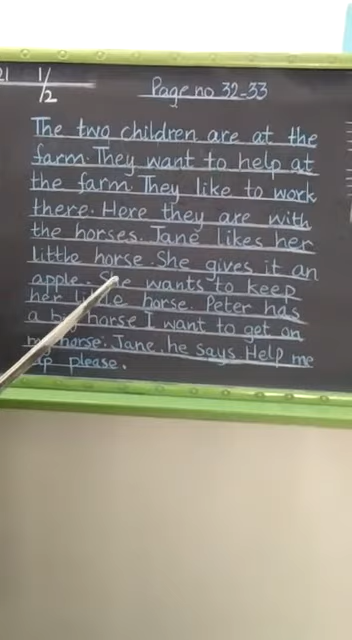 21 1/2
Page no 32-33
The two children are at the
farm. They want to help at
the farm. They like to work
there. Here they are with
the horses. Jane likes her
little horse. She gives it an
apple. She wants to keep
her little horse. Peter has
a big horse I want to get on
my horse. Jane, he says Help me
up please.